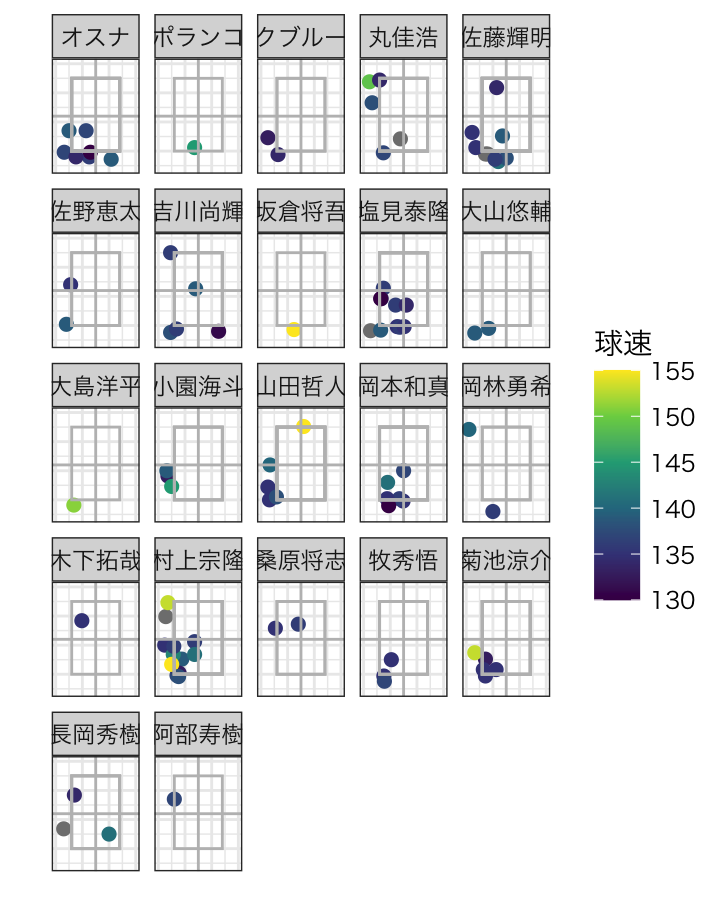 オスナ
ポランコ
クブルー
丸佳浩
佐藤輝明
佐野恵太
吉川尚輝
坂倉将吾
塩見泰隆
大山悠輔
大島洋平
小園海斗
山田哲人
岡本和真
岡林勇希
木下拓哉
村上宗隆
桑原将志
牧秀悟
菊池涼介
長岡秀樹
阿部寿樹
球速
155
150
145
140
135
130